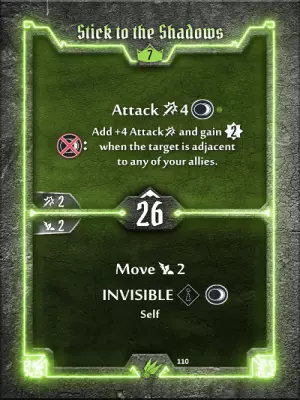 Stick to the Shadows
7
Attack 4
: Add +4 Attack and gain 2
when the target is adjacent
to any of your allies.
2
26
2
Move 2
INVISIBLE
Self
110